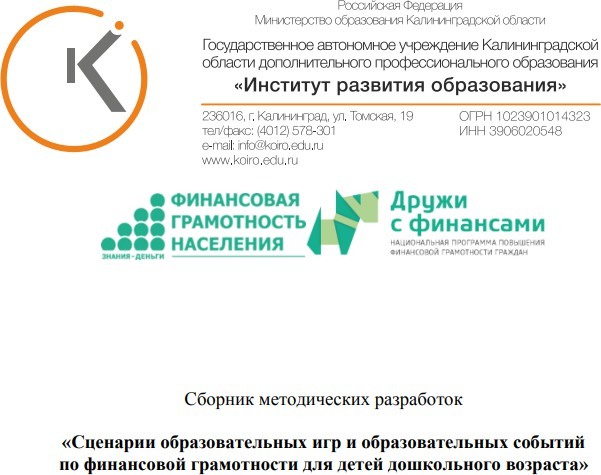 Российская Федерация
Министерство образования Калининградской области
Государственное автономное учреждение Калининградской
области дополнительного профессионального образования
«Институт развития образования»
236016, г. Калининград, ул. Томская, 19
тел/факс: (4012) 578-301
e-mail: info@koiro.edu.ru
www.koiro.edu.ru
ОГРН 1023901014323
ИНН 3906020548
ФИНАНСОВАЯ
ГРАМОТНОСТЬ
НАСЕЛЕНИЯ
ЗНАНИЯ - ДЕНЬГИ
Дружи
с финансами
НАЦИОНАЛЬНАЯ ПРОГРАММА ПОВЫШЕНИЯ
ФИНАНСОВОЙ ГРАМОТНОСТИ ГРАЖДАН
Сборник методических разработок
«Сценарии образовательных игр и образовательных событий
по финансовой грамотности для детей дошкольного возраста»